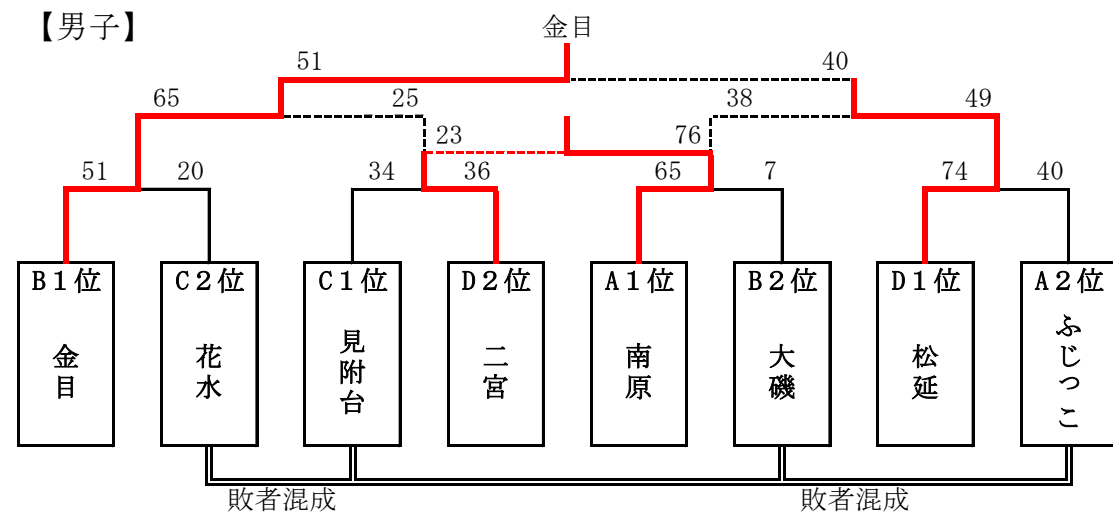 【男子】
金目
51 40
65 25 38 49
23 76
51 20 34 36 65 7 74 40
B1位 C2位 C1位 D2位 A1位 B2位 D1位 A2位
金目
花水
見附台
二宮
南原
大磯
松延
ふじっこ
敗者混成 敗者混成